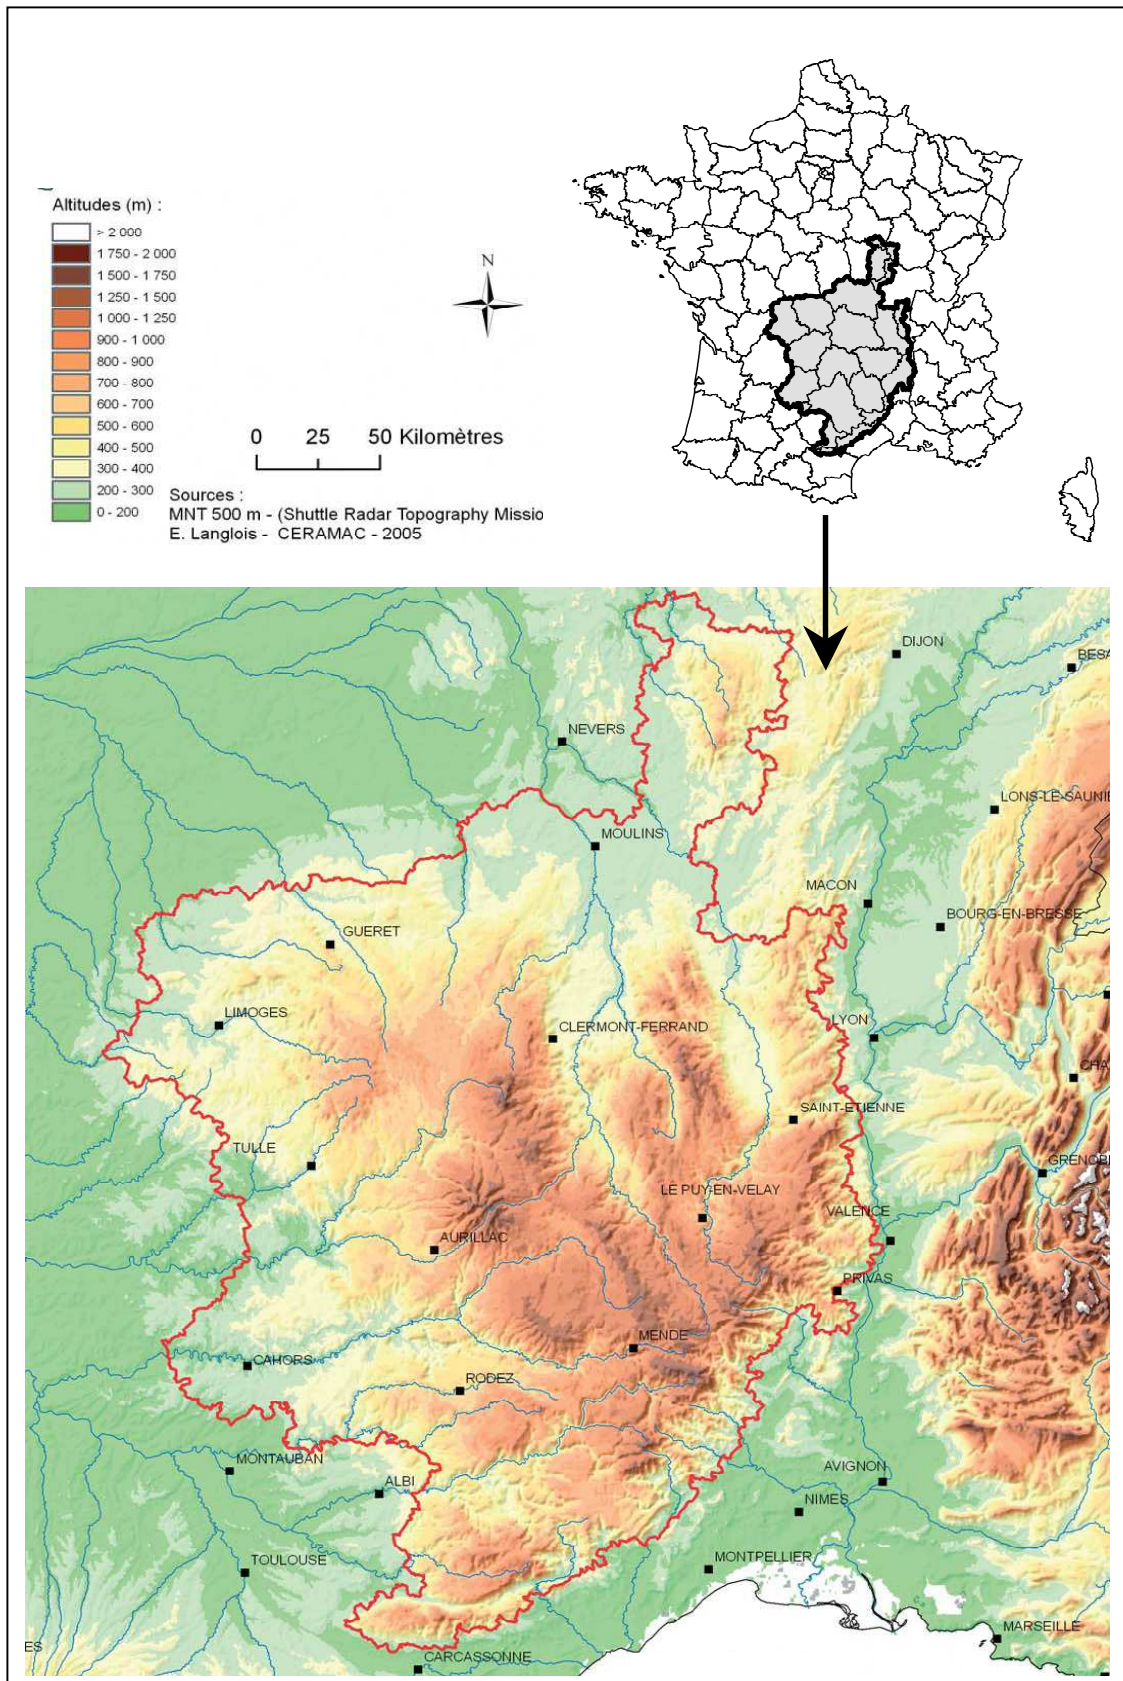 Altitudes (m) :
> 2 000
1 750 - 2 000
1 500 - 1 750
1 250 - 1 500
1 000 - 1 250
900 - 1 000
800 - 900
700 - 800
600 - 700
500 - 600
400 - 500
300 - 400
200 - 300
0 - 200
N
0 25 50 Kilomètres
Sources :
MNT 500 m - (Shuttle Radar Topography Missio
E. Langlois - CERAMAC - 2005
DIJON
BESA
NEVERS
LONS-LE-SAUNIE
MOULINS
MACON
BOURG-EN-BRESSE
GUERET
LIMOGES
LYON
CLERMONT-FERRAND
CHA
SAINT-ETIENNE
TULLE
GRENOB
LE PUY-EN-VELAY
VALENCE
AURILLAC
PRIVAS
MENDE
CAHORS
RODEZ
MONTAUBAN
AVIGNON
ALBI
NIMES
TOULOUSE
MONTPELLIER
MARSEILLE
ES
CARCASSONNE